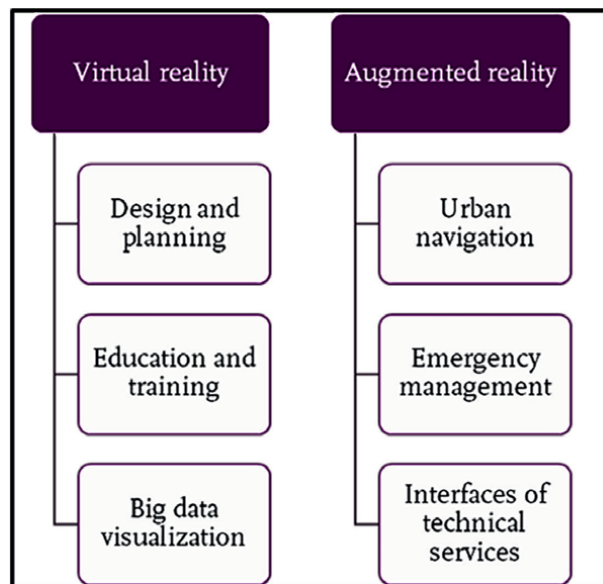 Virtual reality
Design and
planning
Education and
training
Big data
visualization
Augmented reality
Urban
navigation
Emergency
management
Interfaces of
technical
services